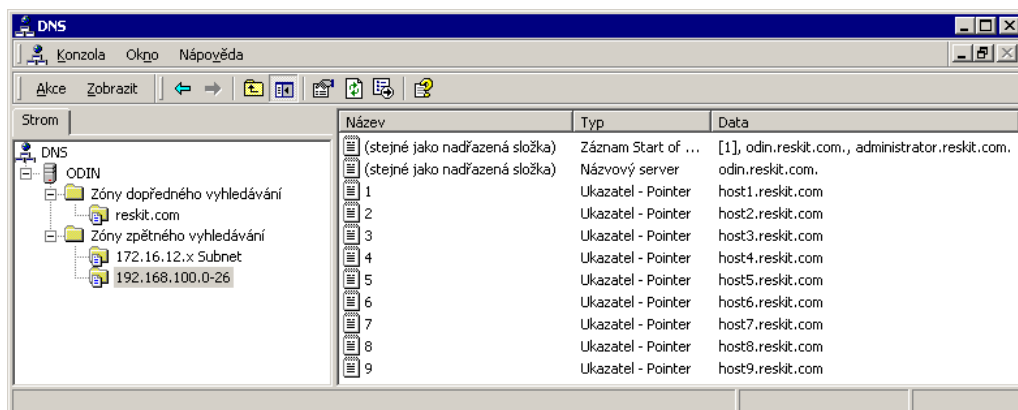 DNS
Konzola Okno Nápověda
Akce Zobrazit
Strom
Název Typ Data
DNS
ODIN
Zóny dopředného vyhledávání
reskit.com
Zóny zpětného vyhledávání
172.16.12.x Subnet
192.168.100.0-26
(stejné jako nadřazená složka) Záznam Start of ... [1], odin.reskit.com., administrator.reskit.com.
(stejné jako nadřazená složka) Názvový server odin.reskit.com.
1 Ukazatel - Pointer host1.reskit.com
2 Ukazatel - Pointer host2.reskit.com
3 Ukazatel - Pointer host3.reskit.com
4 Ukazatel - Pointer host4.reskit.com
5 Ukazatel - Pointer host5.reskit.com
6 Ukazatel - Pointer host6.reskit.com
7 Ukazatel - Pointer host7.reskit.com
8 Ukazatel - Pointer host8.reskit.com
9 Ukazatel - Pointer host9.reskit.com